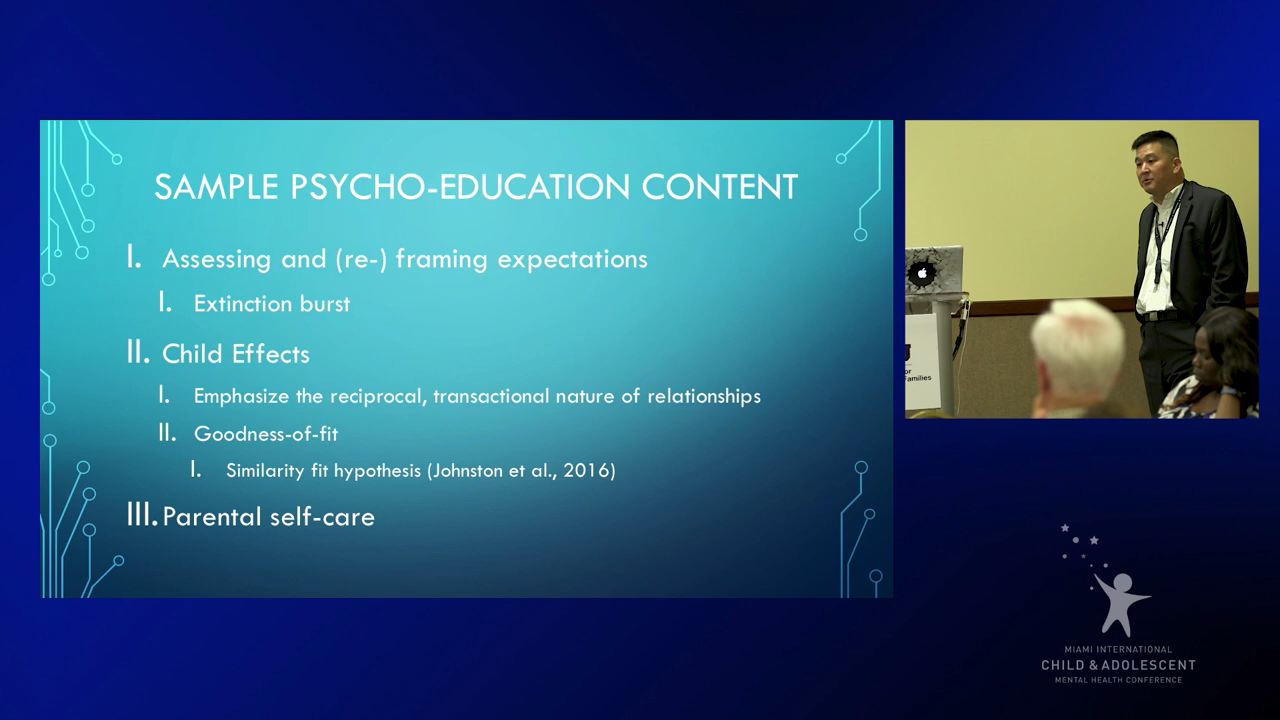 SAMPLE PSYCHO-EDUCATION CONTENT
I. Assessing and (re-) framing expectations
I. Extinction burst
II. Child Effects
I. Emphasize the reciprocal, transactional nature of relationships
II. Goodness-of-fit
I. Similarity fit hypothesis (Johnston et al., 2016)
III. Parental self-care
or
Families
MIAMI INTERNATIONAL
CHILD & ADOLESCENT
MENTAL HEALTH CONFERENCE